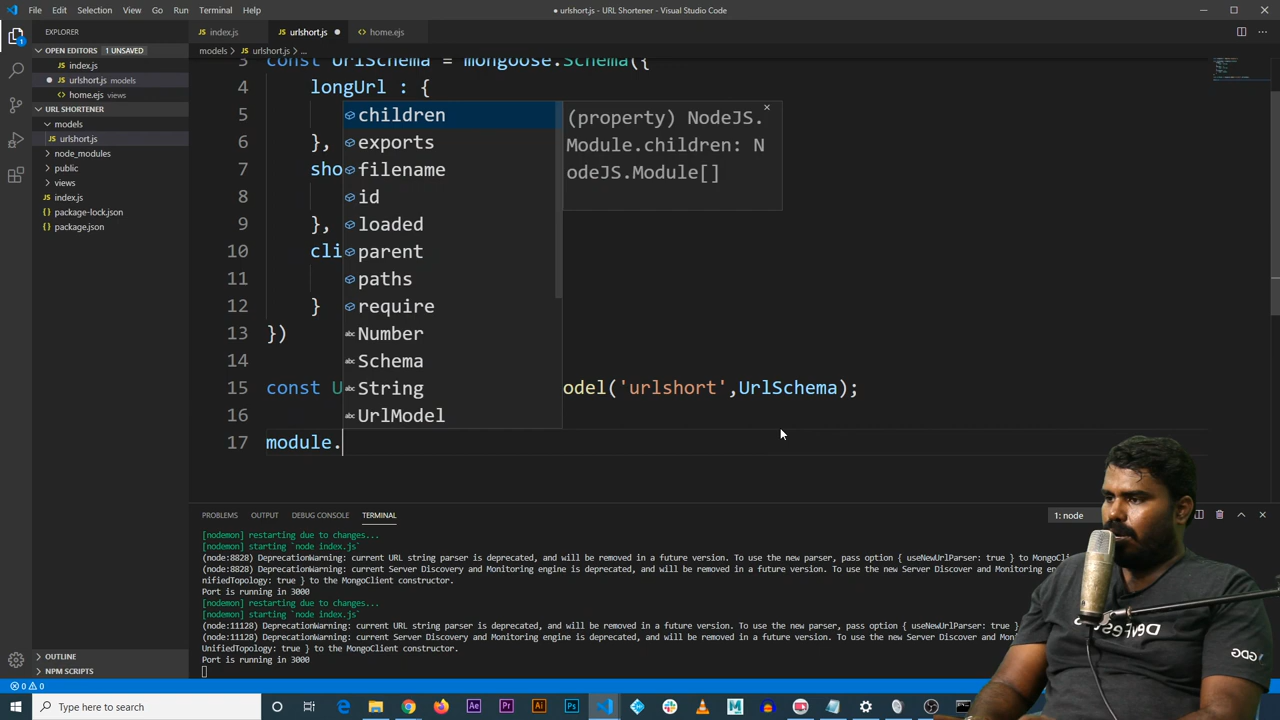 File Edit Selection View Go Run Terminal Help
● urlshort.js - URL Shortener - Visual Studio Code
EXPLORER
OPEN EDITORS 1 UNSAVED
index.js
urlshort.js models
home.ejs views
URL SHORTENER
models
urlshort.js
node_modules
public
views
index.js
package-lock.json
package.json
OUTLINE
NPM SCRIPTS
index.js urlshort.js home.ejs
models > urlshort.js > ...
3 const UrlSchema = mongoose.Schema({
4 longUrl : {
5
6 },
7 sho
8
9 },
10 cli
11
12 }
13 })
14
15 const U odel('urlshort',UrlSchema);
16
17 module.
children
exports
filename
id
loaded
parent
paths
require
Number
Schema
String
UrlModel
(property) NodeJS.
Module.children: N
odeJS.Module[]
PROBLEMS OUTPUT DEBUG CONSOLE TERMINAL
1: node
[nodemon] restarting due to changes...
[nodemon] starting `node index.js`
(node:8828) DeprecationWarning: current URL string parser is deprecated, and will be removed in a future version. To use the new parser, pass option { useNewUrlParser: true } to MongoCl
(node:8828) DeprecationWarning: current Server Discovery and Monitoring engine is deprecated, and will be removed in a future version. To use the new Server Discover and Monitoring en
nifiedTopology: true } to the MongoClient constructor.
Port is running in 3000
[nodemon] restarting due to changes...
[nodemon] starting `node index.js`
(node:11128) DeprecationWarning: current URL string parser is deprecated, and will be removed in a future version. To use the new parser, pass option { useNewUrlParser: true }
(node:11128) DeprecationWarning: current Server Discovery and Monitoring engine is deprecated, and will be removed in a future version. To use the new Server Discover and Mon
UnifiedTopology: true } to the MongoClient constructor.
Port is running in 3000
DevFest
GDG
0 0
Type here to search